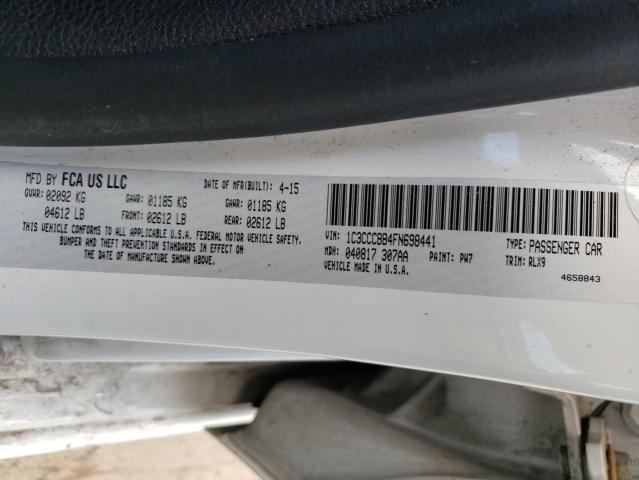 MFD BY FCA US LLC DATE OF MFR(BUILT): 4-15
GVWR: 02092 KG GAWR: 01185 KG GAWR: 01185 KG
04612 LB FRONT: 02612 LB REAR: 02612 LB
THIS VEHICLE CONFORMS TO ALL APPLICABLE U.S.A. FEDERAL MOTOR VEHICLE SAFETY,
BUMPER AND THEFT PREVENTION STANDARDS IN EFFECT ON
THE DATE OF MANUFACTURE SHOWN ABOVE.
VIN: 1C3CCCBB4FN698441 TYPE: PASSENGER CAR
MDH: 040817 307AA PAINT: PW7 TRIM: RLX9
VEHICLE MADE IN U.S.A. 4658843